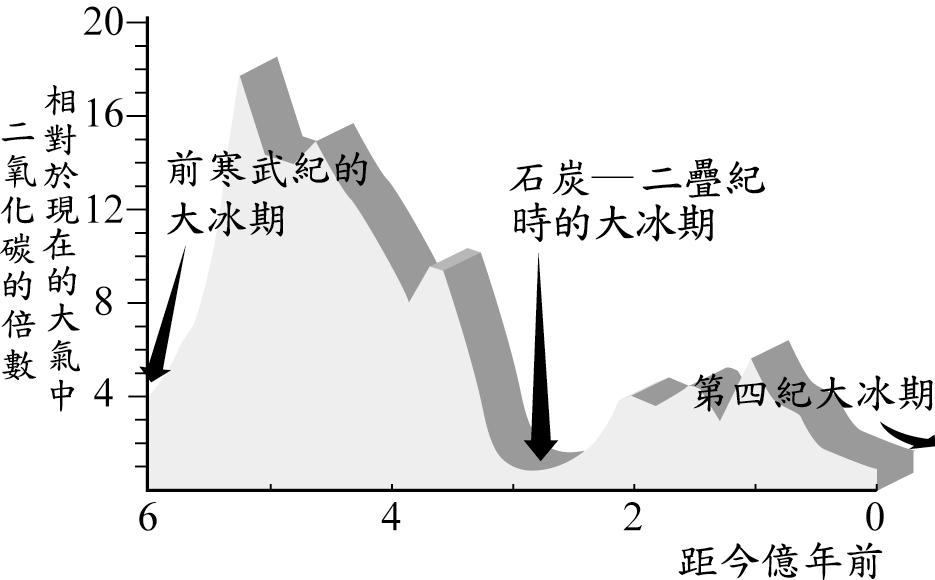 相對於現在的大氣中
二氧化碳的倍數
20
16
12
8
4
前寒武紀的
大冰期
石炭—二疊紀
時的大冰期
第四紀大冰期
6
4
2
0
距今億年前